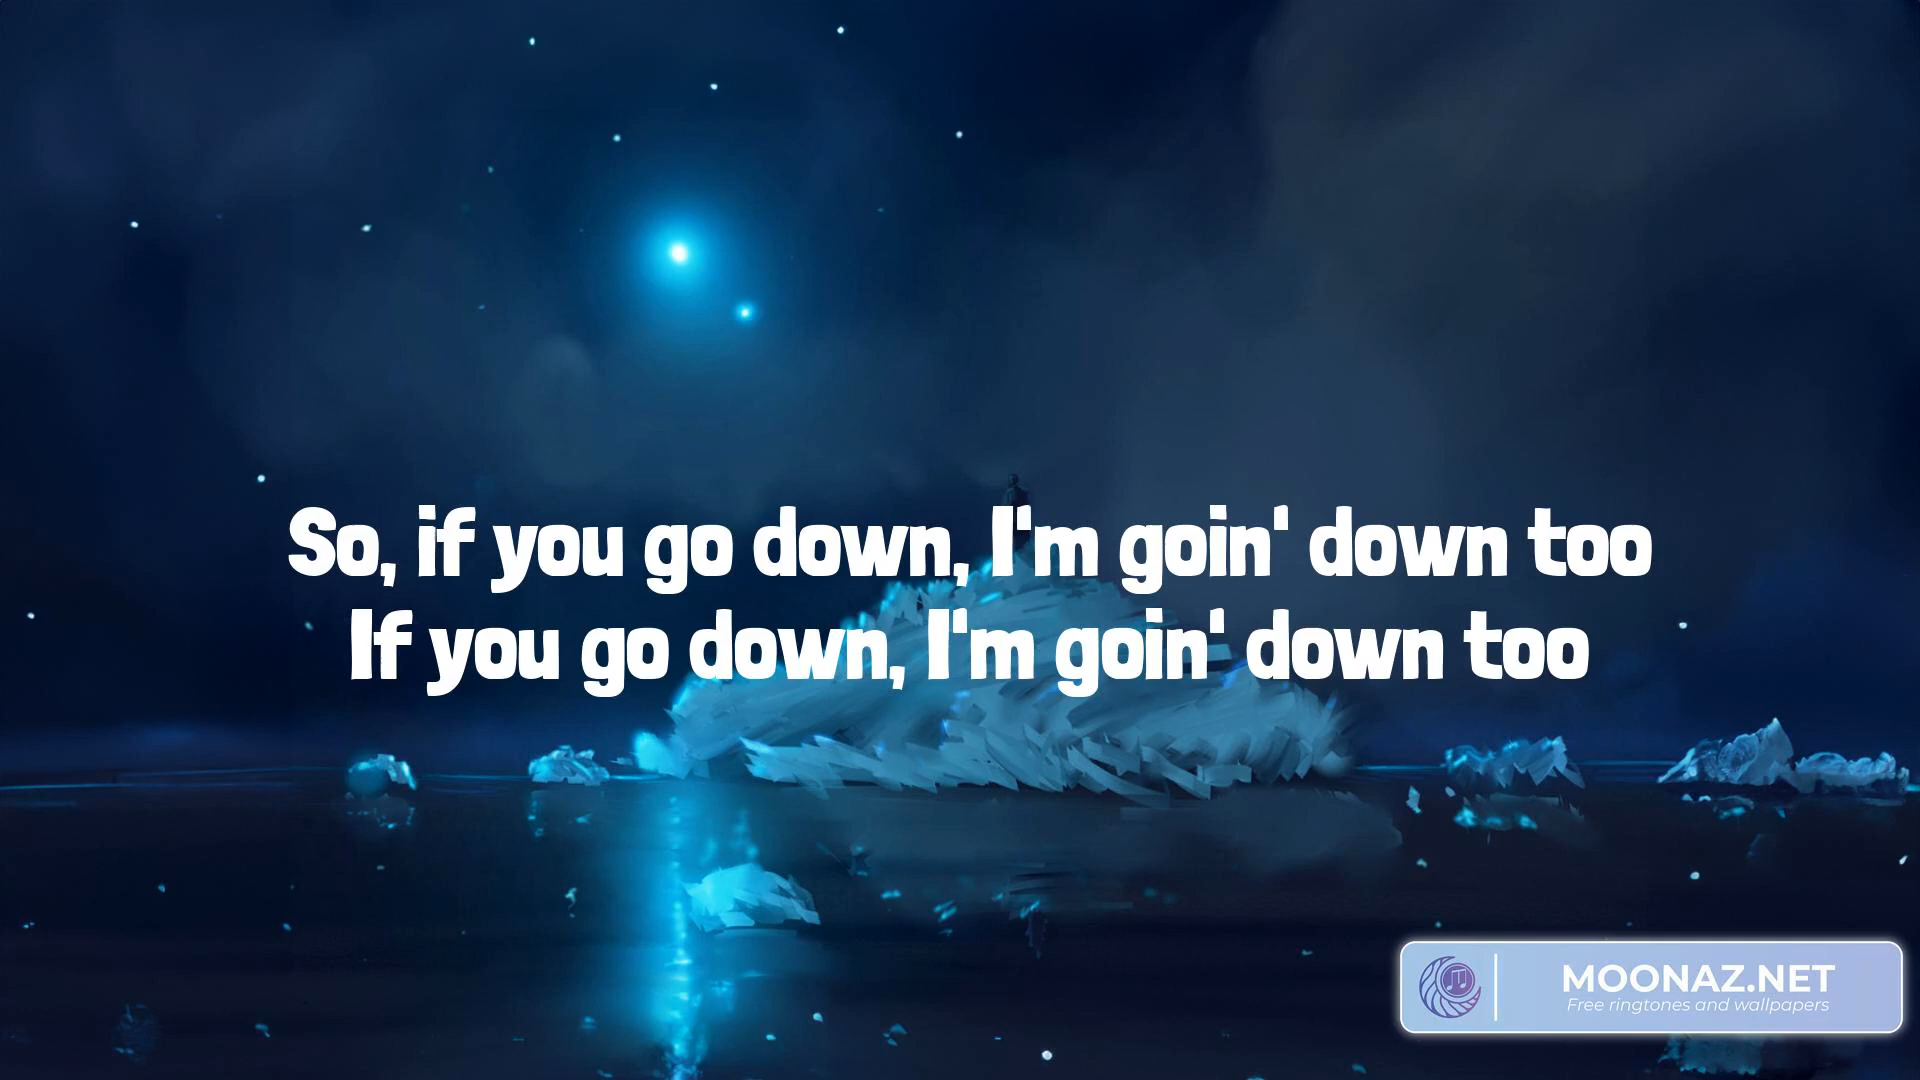 So, if you go down, I'm goin' down too
If you go down, I'm goin' down too
MOONAZ.NET
Free ringtones and wallpapers